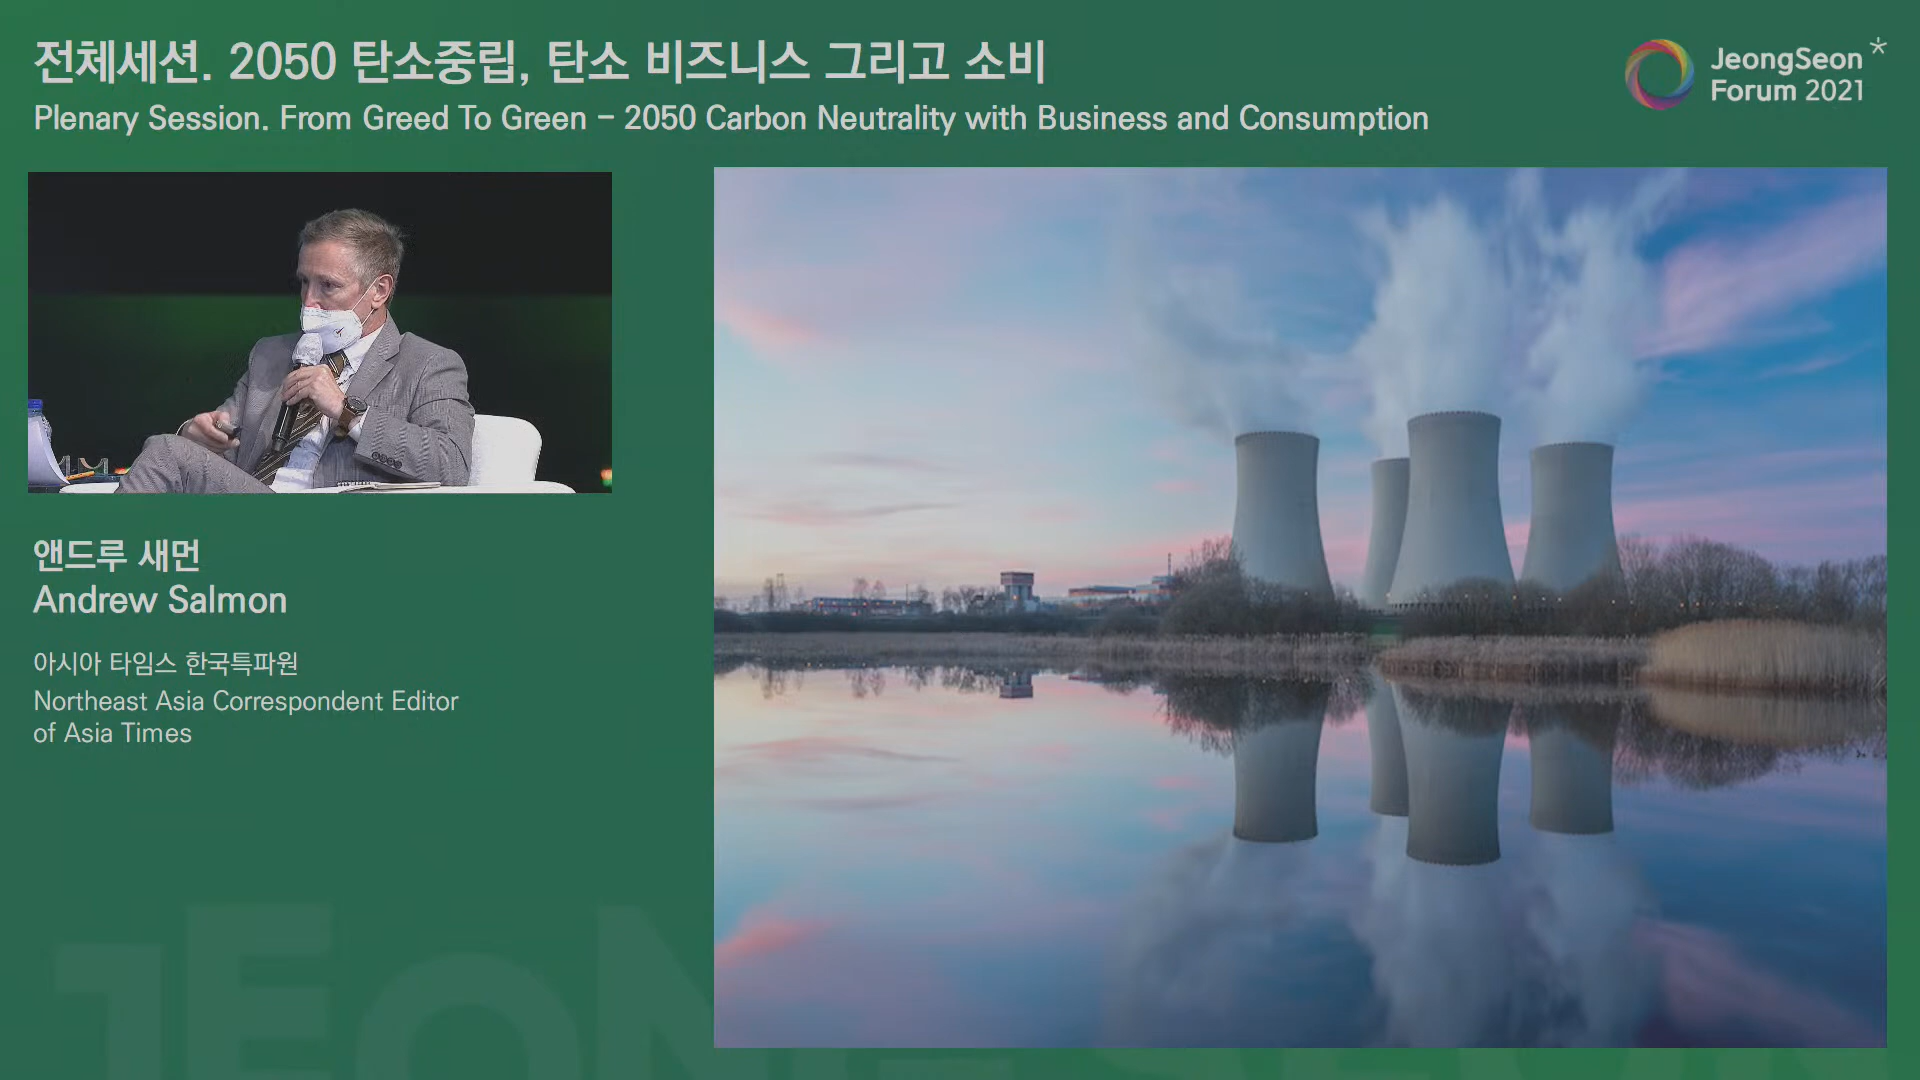 전체세션. 2050 탄소중립, 탄소 비즈니스 그리고 소비
Plenary Session. From Greed To Green – 2050 Carbon Neutrality with Business and Consumption
JeongSeon*
Forum 2021
앤드루 새먼
Andrew Salmon
아시아 타임스 한국특파원
Northeast Asia Correspondent Editor
of Asia Times